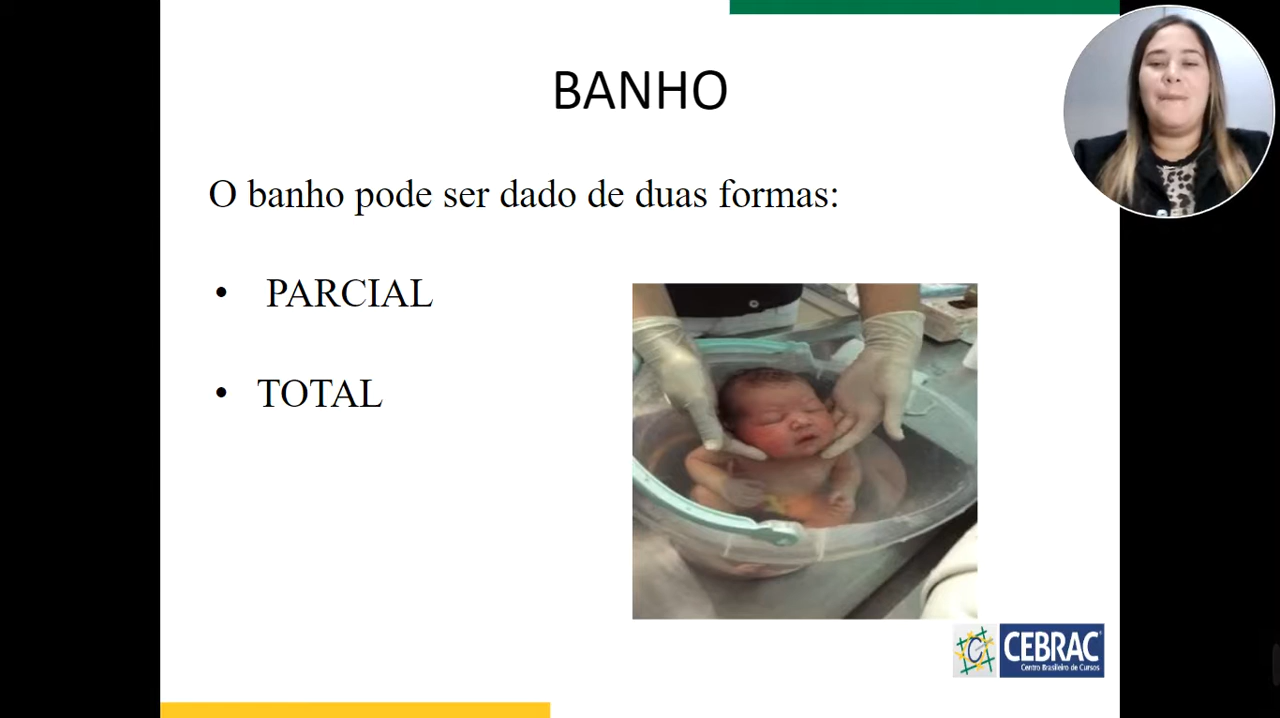 BANHO
O banho pode ser dado de duas formas:
• PARCIAL
• TOTAL
CEBRAC
Centro Brasileiro de Cursos